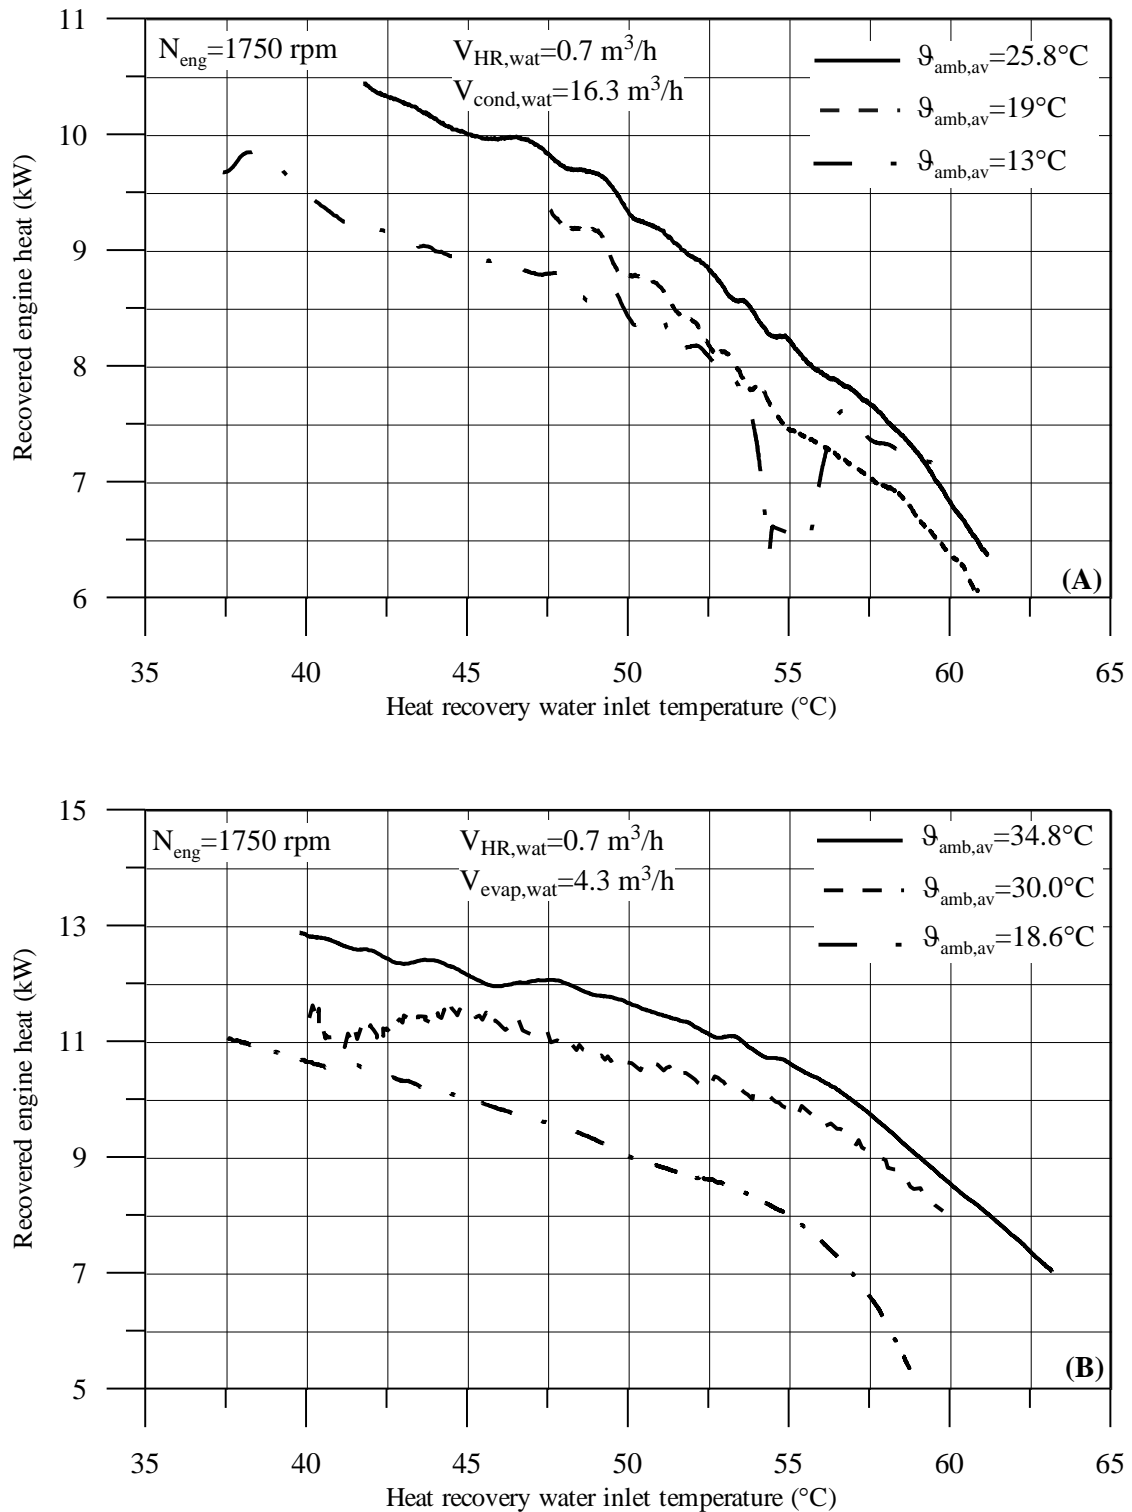 11
N_eng=1750 rpm V_HR,wat=0.7 m³/h ϑ_amb,av=25.8°C
V_cond,wat=16.3 m³/h
ϑ_amb,av=19°C
10
ϑ_amb,av=13°C
9
8
7
6
Recovered engine heat (kW)
(A)
35 40 45 50 55 60 65
Heat recovery water inlet temperature (°C)
15
N_eng=1750 rpm V_HR,wat=0.7 m³/h ϑ_amb,av=34.8°C
V_evap,wat=4.3 m³/h ϑ_amb,av=30.0°C
13
ϑ_amb,av=18.6°C
11
9
7
5
Recovered engine heat (kW)
(B)
35 40 45 50 55 60 65
Heat recovery water inlet temperature (°C)